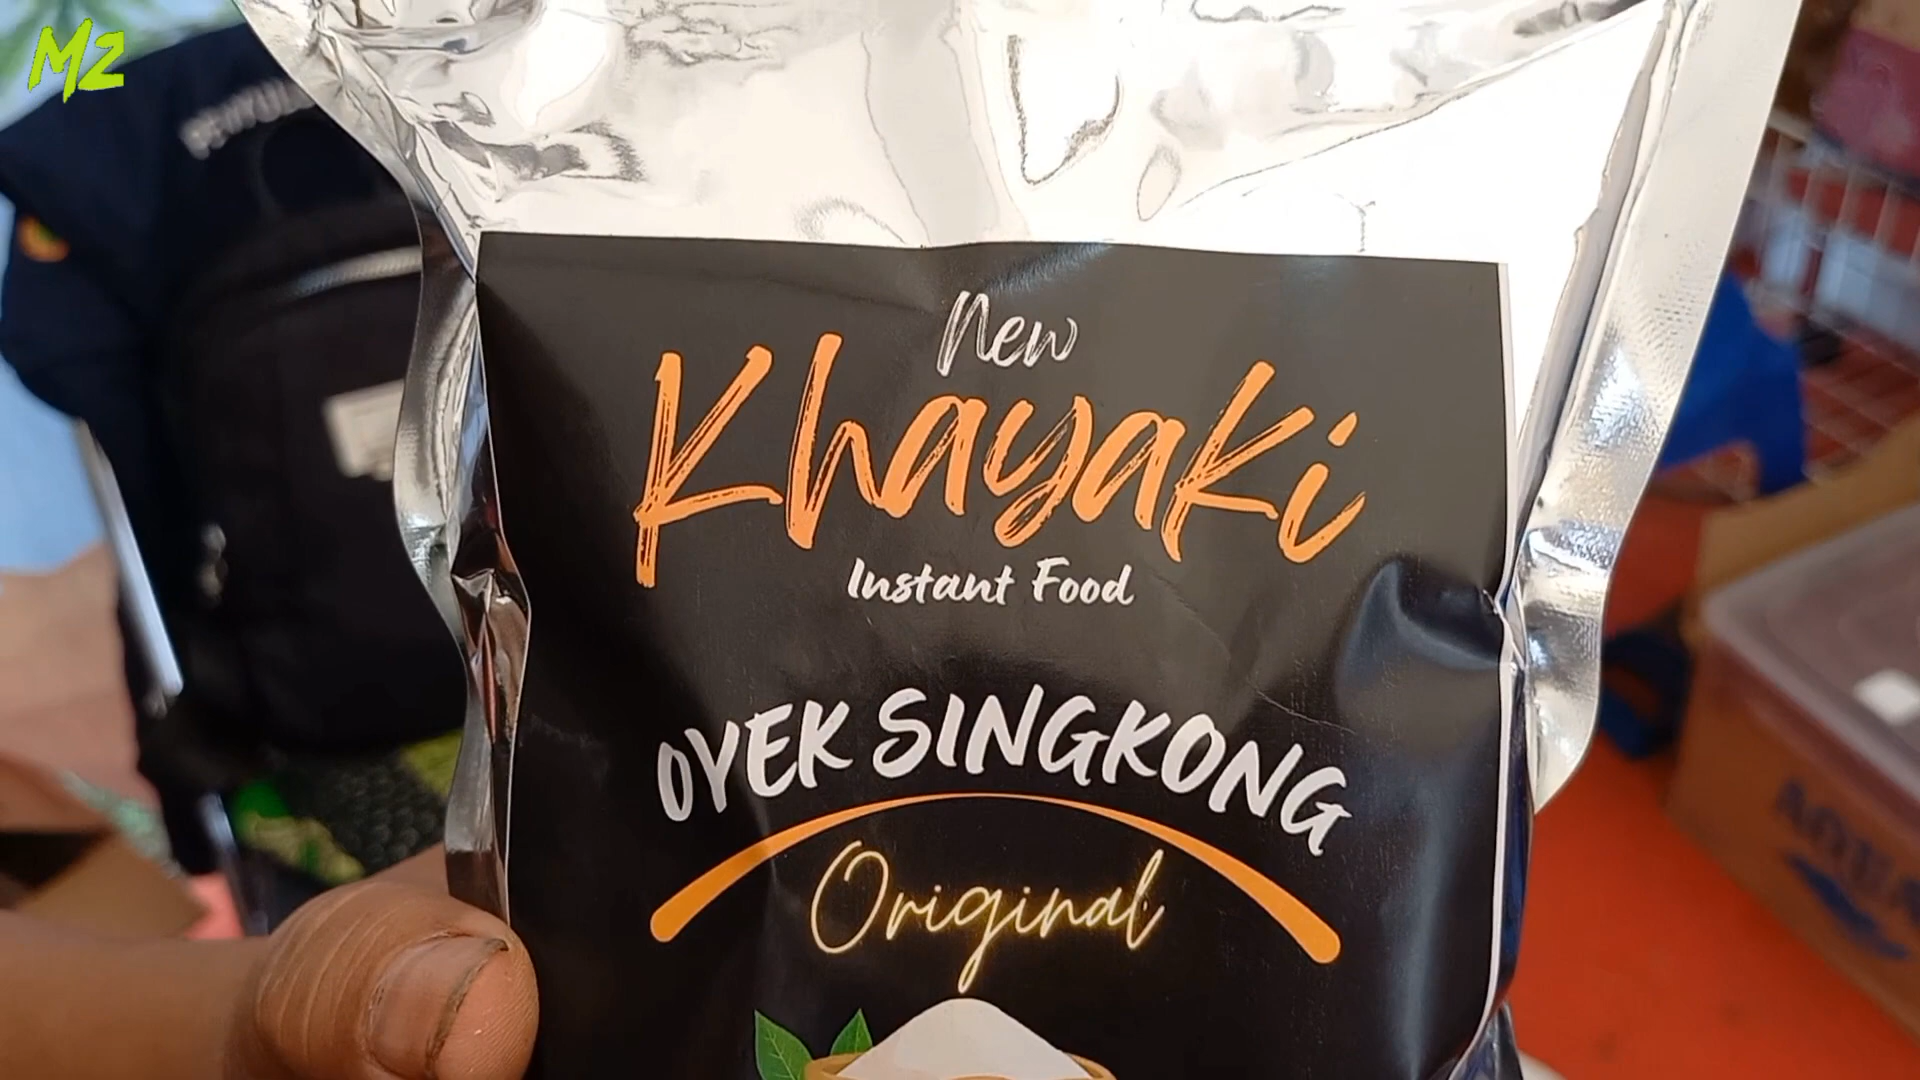 M2
New
Khayaki
Instant Food
OYEK SINGKONG
Original